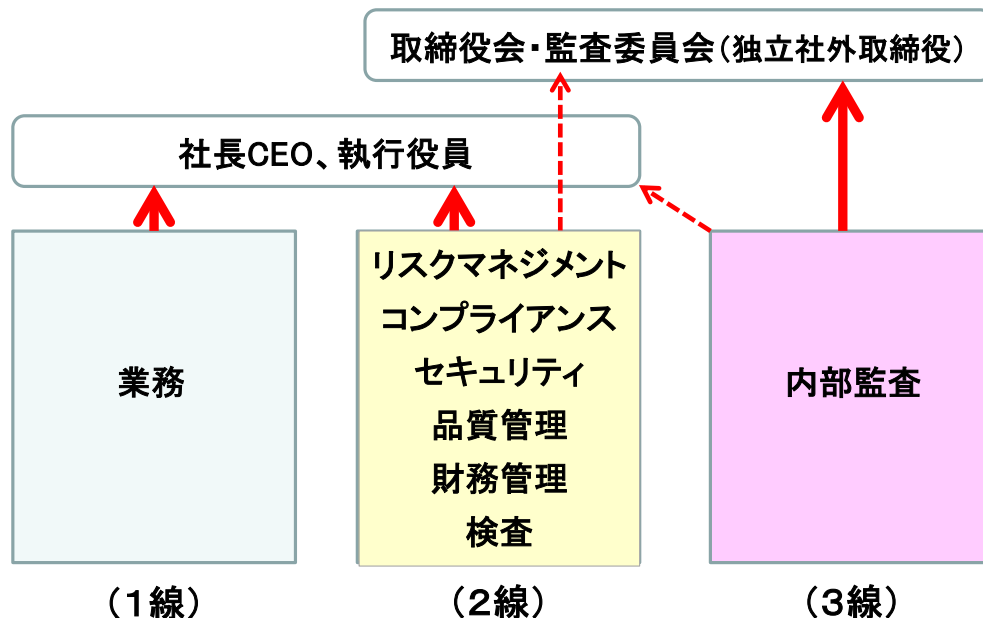 取締役会・監査委員会（独立社外取締役）
社長CEO、執行役員
業務
リスクマネジメント
コンプライアンス
セキュリティ
品質管理
財務管理
検査
内部監査
（１線）
（２線）
（３線）